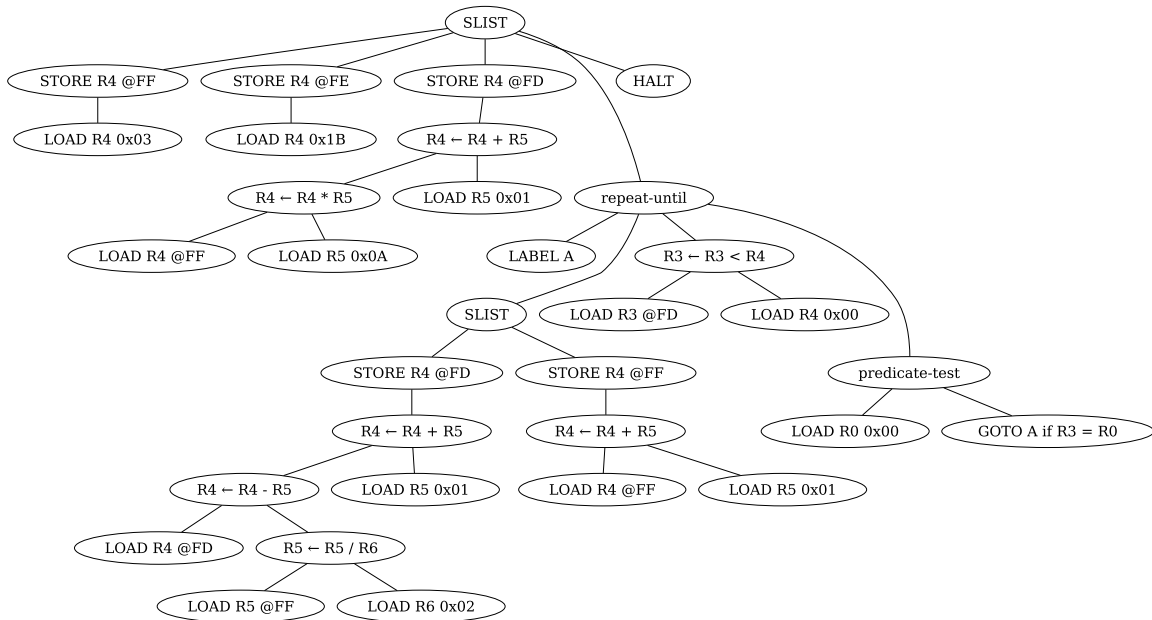 SLIST
STORE R4 @FF
STORE R4 @FE
STORE R4 @FD
HALT
LOAD R4 0x03
LOAD R4 0x1B
R4 ← R4 + R5
R4 ← R4 * R5
LOAD R5 0x01
repeat-until
LOAD R4 @FF
LOAD R5 0x0A
LABEL A
R3 ← R3 < R4
SLIST
LOAD R3 @FD
LOAD R4 0x00
STORE R4 @FD
STORE R4 @FF
predicate-test
R4 ← R4 + R5
R4 ← R4 + R5
LOAD R0 0x00
GOTO A if R3 = R0
R4 ← R4 - R5
LOAD R5 0x01
LOAD R4 @FF
LOAD R5 0x01
LOAD R4 @FD
R5 ← R5 / R6
LOAD R5 @FF
LOAD R6 0x02